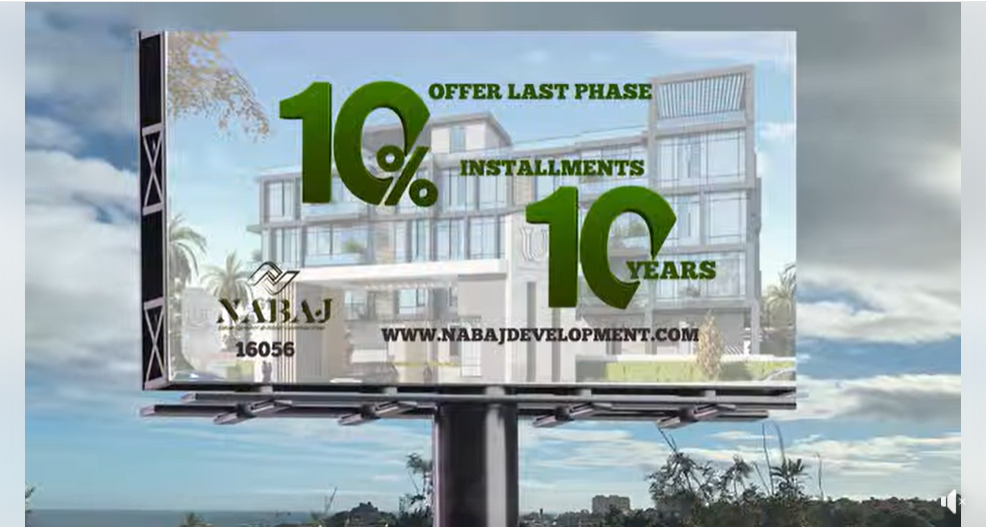 10%
OFFER LAST PHASE
INSTALLMENTS
10
YEARS
NABAJ
16056
WWW.NABAJDEVELOPMENT.COM